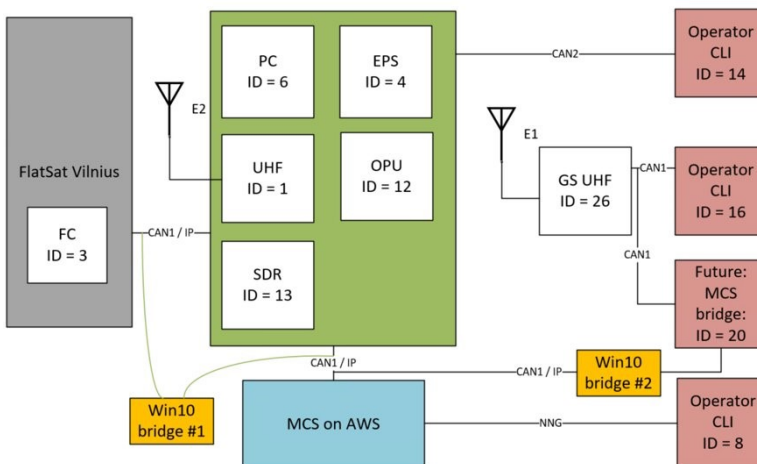 PC
ID = 6
EPS
ID = 4
Operator
CLI
ID = 14
CAN2
E2
E1
FlatSat Vilnius
UHF
ID = 1
OPU
ID = 12
GS UHF
ID = 26
CAN1
Operator
CLI
ID = 16
FC
ID = 3
CAN1 / IP
SDR
ID = 13
CAN1
Future:
MCS
bridge:
ID = 20
CAN1 / IP
CAN1 / IP
Win10
bridge #2
Win10
bridge #1
MCS on AWS
NNG
Operator
CLI
ID = 8